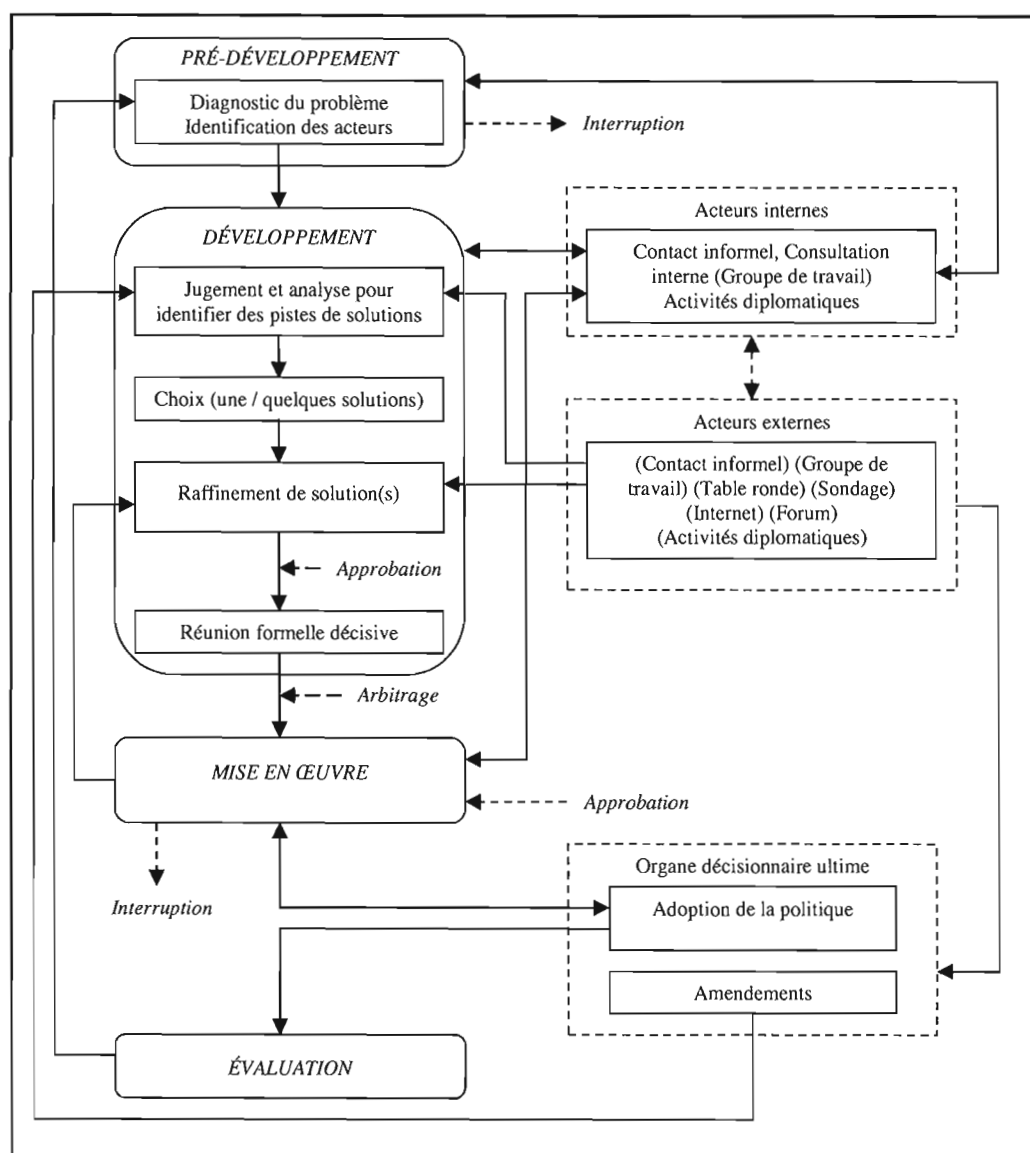 PRÉ-DÉVELOPPEMENT
Diagnostic du problème
Identification des acteurs
Interruption
DÉVELOPPEMENT
Jugement et analyse pour
identifier des pistes de solutions
Choix (une / quelques solutions)
Raffinement de solution(s)
Approbation
Réunion formelle décisive
Arbitrage
Acteurs internes
Contact informel, Consultation
interne (Groupe de travail)
Activités diplomatiques
Acteurs externes
(Contact informel) (Groupe de
travail) (Table ronde) (Sondage)
(Internet) (Forum)
(Activités diplomatiques)
MISE EN ŒUVRE
Approbation
Interruption
Organe décisionnaire ultime
Adoption de la politique
Amendements
ÉVALUATION